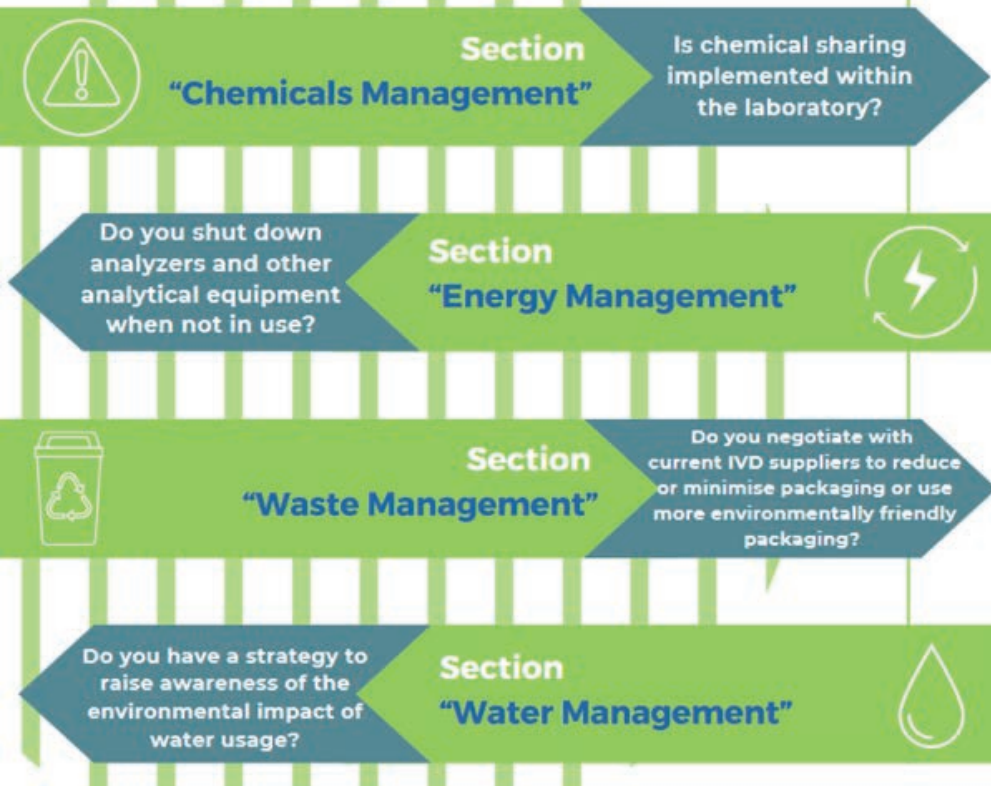 Section
“Chemicals Management”
Is chemical sharing
implemented within
the laboratory?
Do you shut down
analyzers and other
analytical equipment
when not in use?
Section
“Energy Management”
Section
“Waste Management”
Do you negotiate with
current IVD suppliers to reduce
or minimise packaging or use
more environmentally friendly
packaging?
Do you have a strategy to
raise awareness of the
environmental impact of
water usage?
Section
“Water Management”